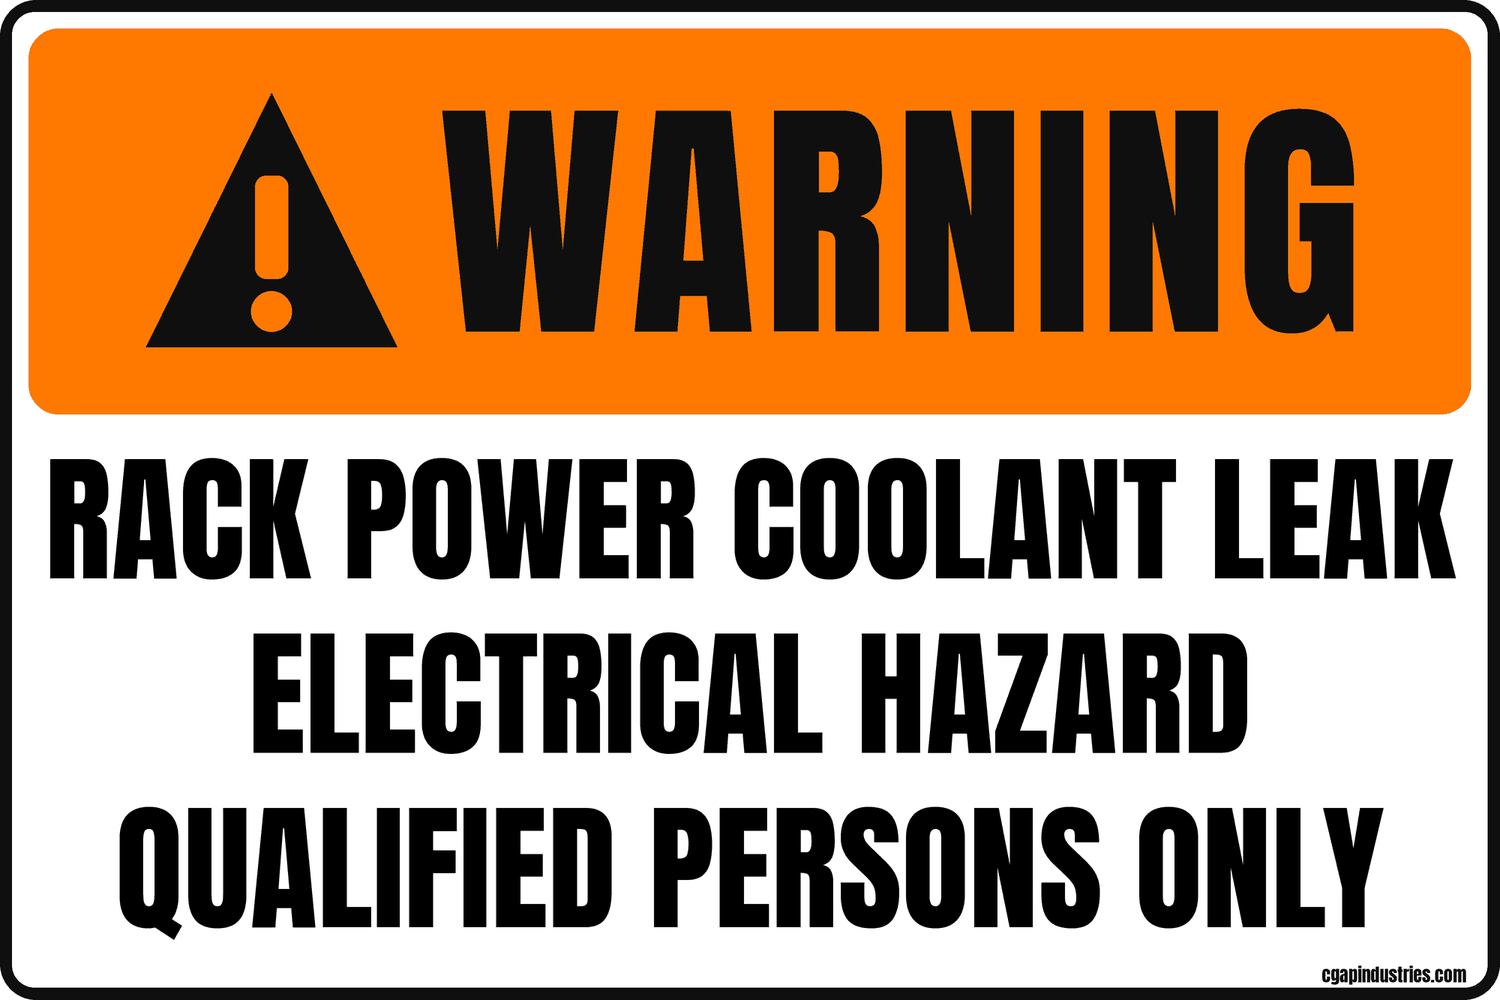 WARNING
RACK POWER COOLANT LEAK
ELECTRICAL HAZARD
QUALIFIED PERSONS ONLY
cgapindustries.com